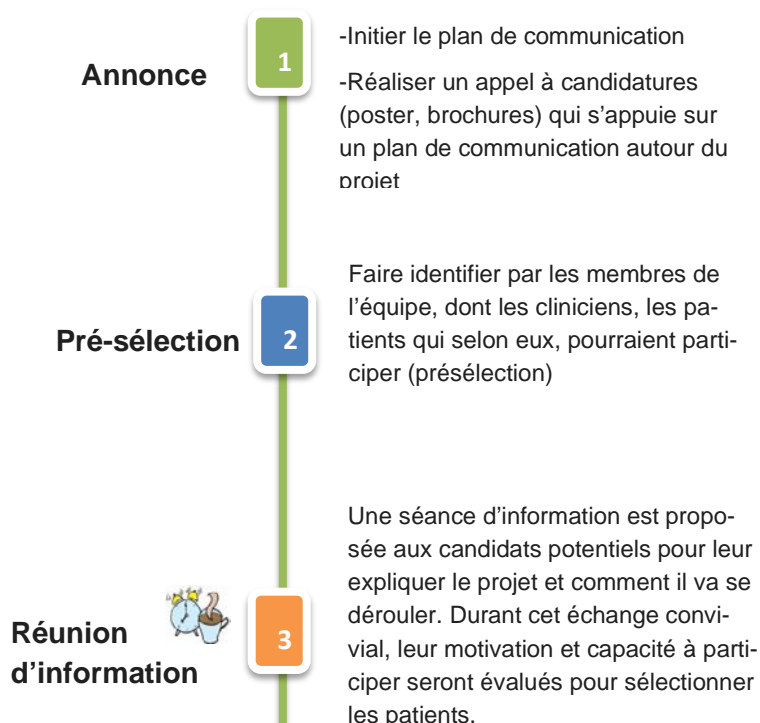 Annonce
1
-Initier le plan de communication
-Réaliser un appel à candidatures
(poster, brochures) qui s’appuie sur
un plan de communication autour du
projet
Pré-sélection
2
Faire identifier par les membres de
l’équipe, dont les cliniciens, les pa-
tients qui selon eux, pourraient parti-
ciper (présélection)
Réunion
d’information
3
Une séance d’information est propo-
sée aux candidats potentiels pour leur
expliquer le projet et comment il va se
dérouler. Durant cet échange convi-
vial, leur motivation et capacité à parti-
ciper seront évalués pour sélectionner
les patients.